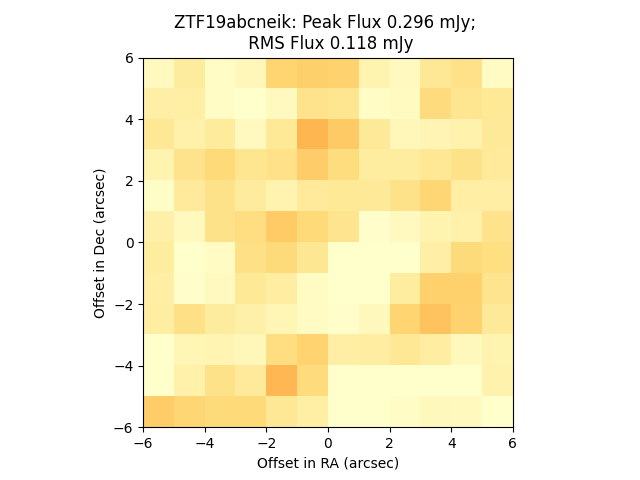 ZTF19abcneik: Peak Flux 0.296 mJy;
RMS Flux 0.118 mJy
6
4
2
0
−2
−4
−6
Offset in Dec (arcsec)
−6 −4 −2 0 2 4 6
Offset in RA (arcsec)